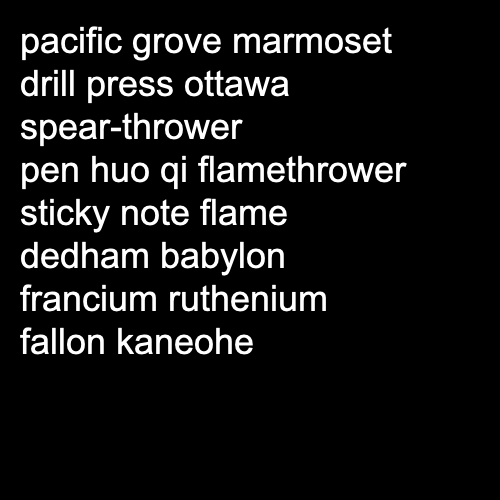 pacific grove marmoset
drill press ottawa
spear-thrower
pen huo qi flamethrower
sticky note flame
dedham babylon
francium ruthenium
fallon kaneohe